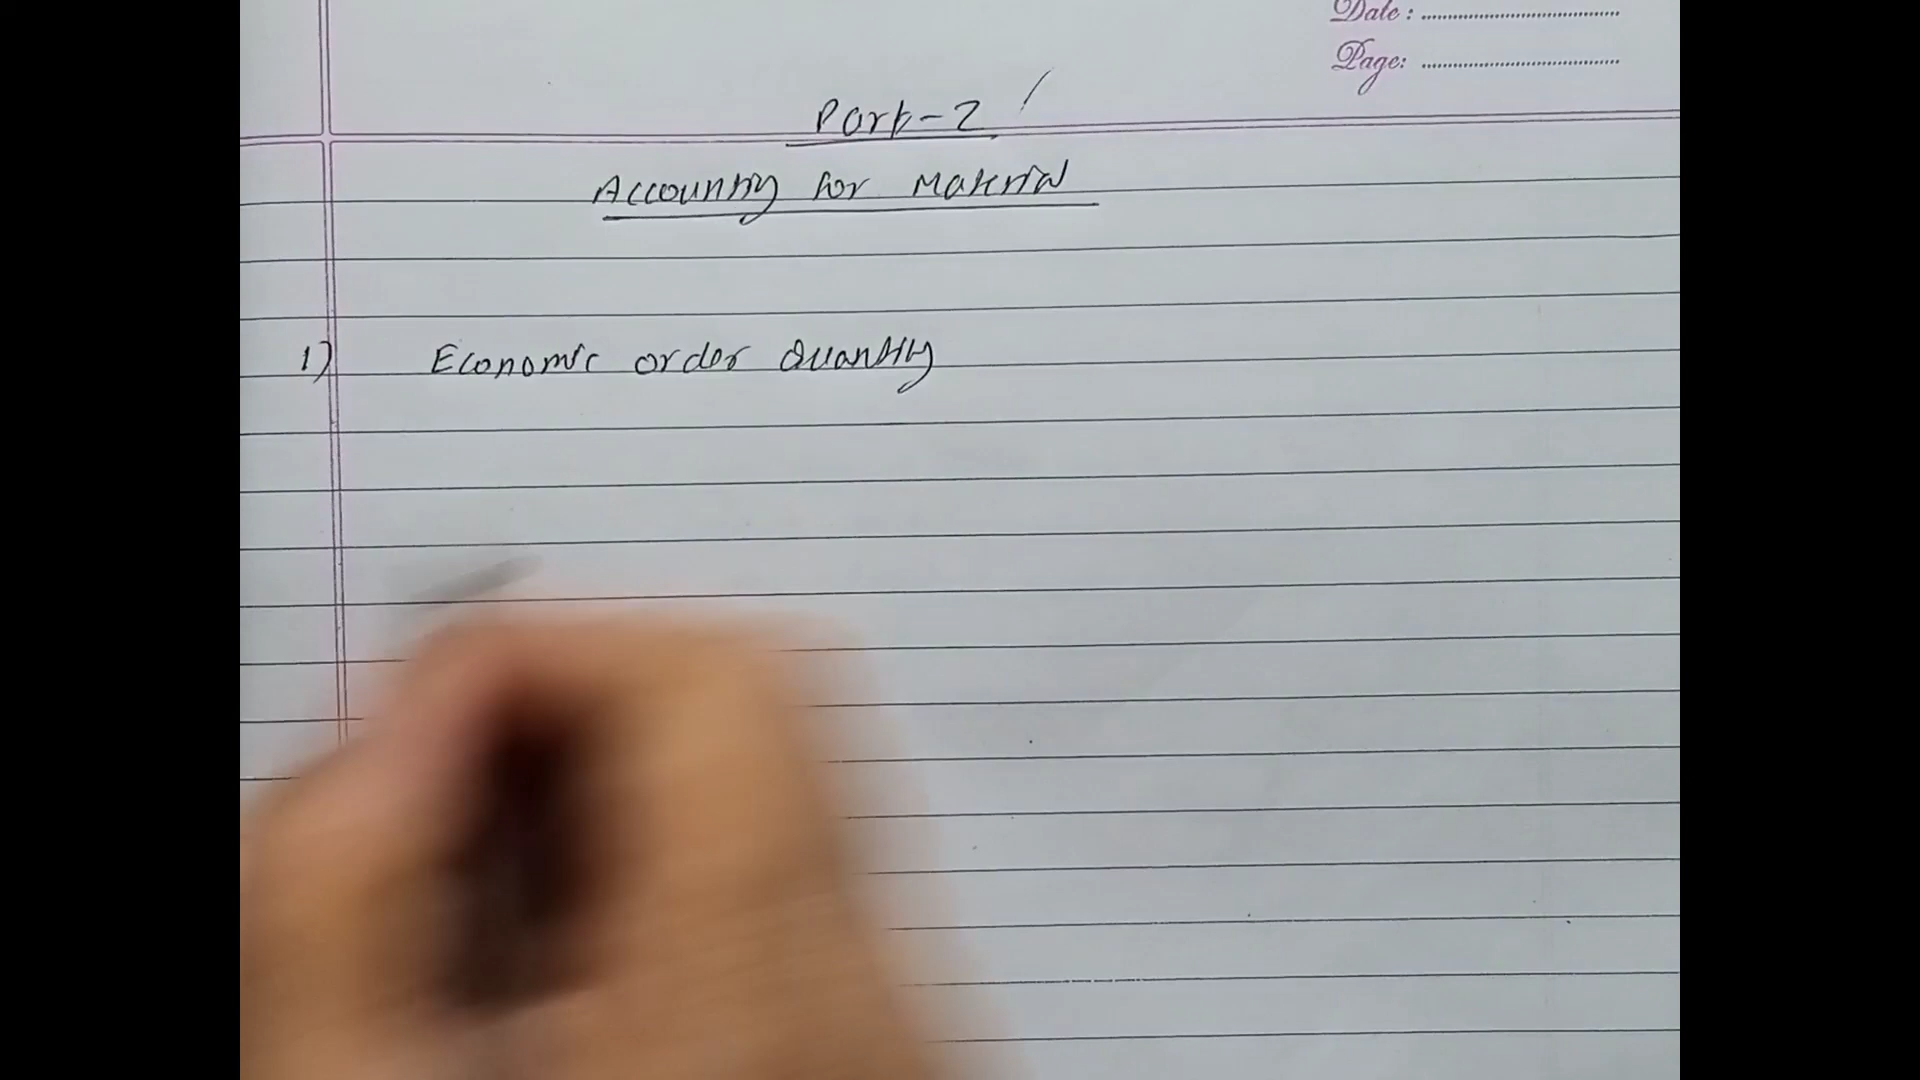 Date : ........................................
Page: ........................................
Part-2
Accounting for Material
1) Economic order Quantity